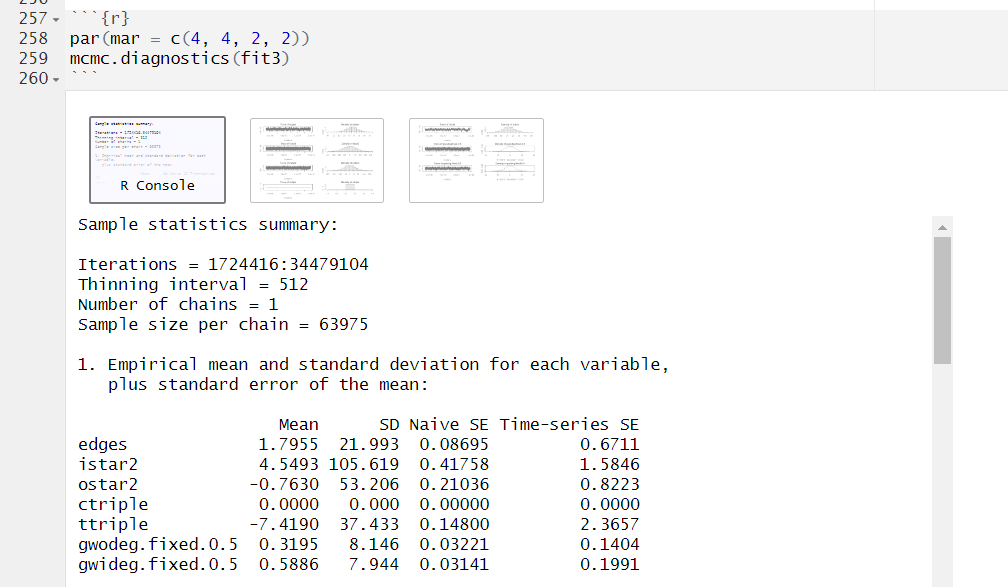 257 ```{r}
258 par(mar = c(4, 4, 2, 2))
259 mcmc.diagnostics(fit3)
260 ```
Sample statistics summary:
R Console
Sample statistics summary:
Iterations = 1724416:34479104
Thinning interval = 512
Number of chains = 1
Sample size per chain = 63975
1. Empirical mean and standard deviation for each variable,
plus standard error of the mean:
Mean SD Naive SE Time-series SE
edges 1.7955 21.993 0.08695 0.6711
istar2 4.5493 105.619 0.41758 1.5846
ostar2 -0.7630 53.206 0.21036 0.8223
ctriple 0.0000 0.000 0.00000 0.0000
ttriple -7.4190 37.433 0.14800 2.3657
gwodeg.fixed.0.5 0.3195 8.146 0.03221 0.1404
gwideg.fixed.0.5 0.5886 7.944 0.03141 0.1991